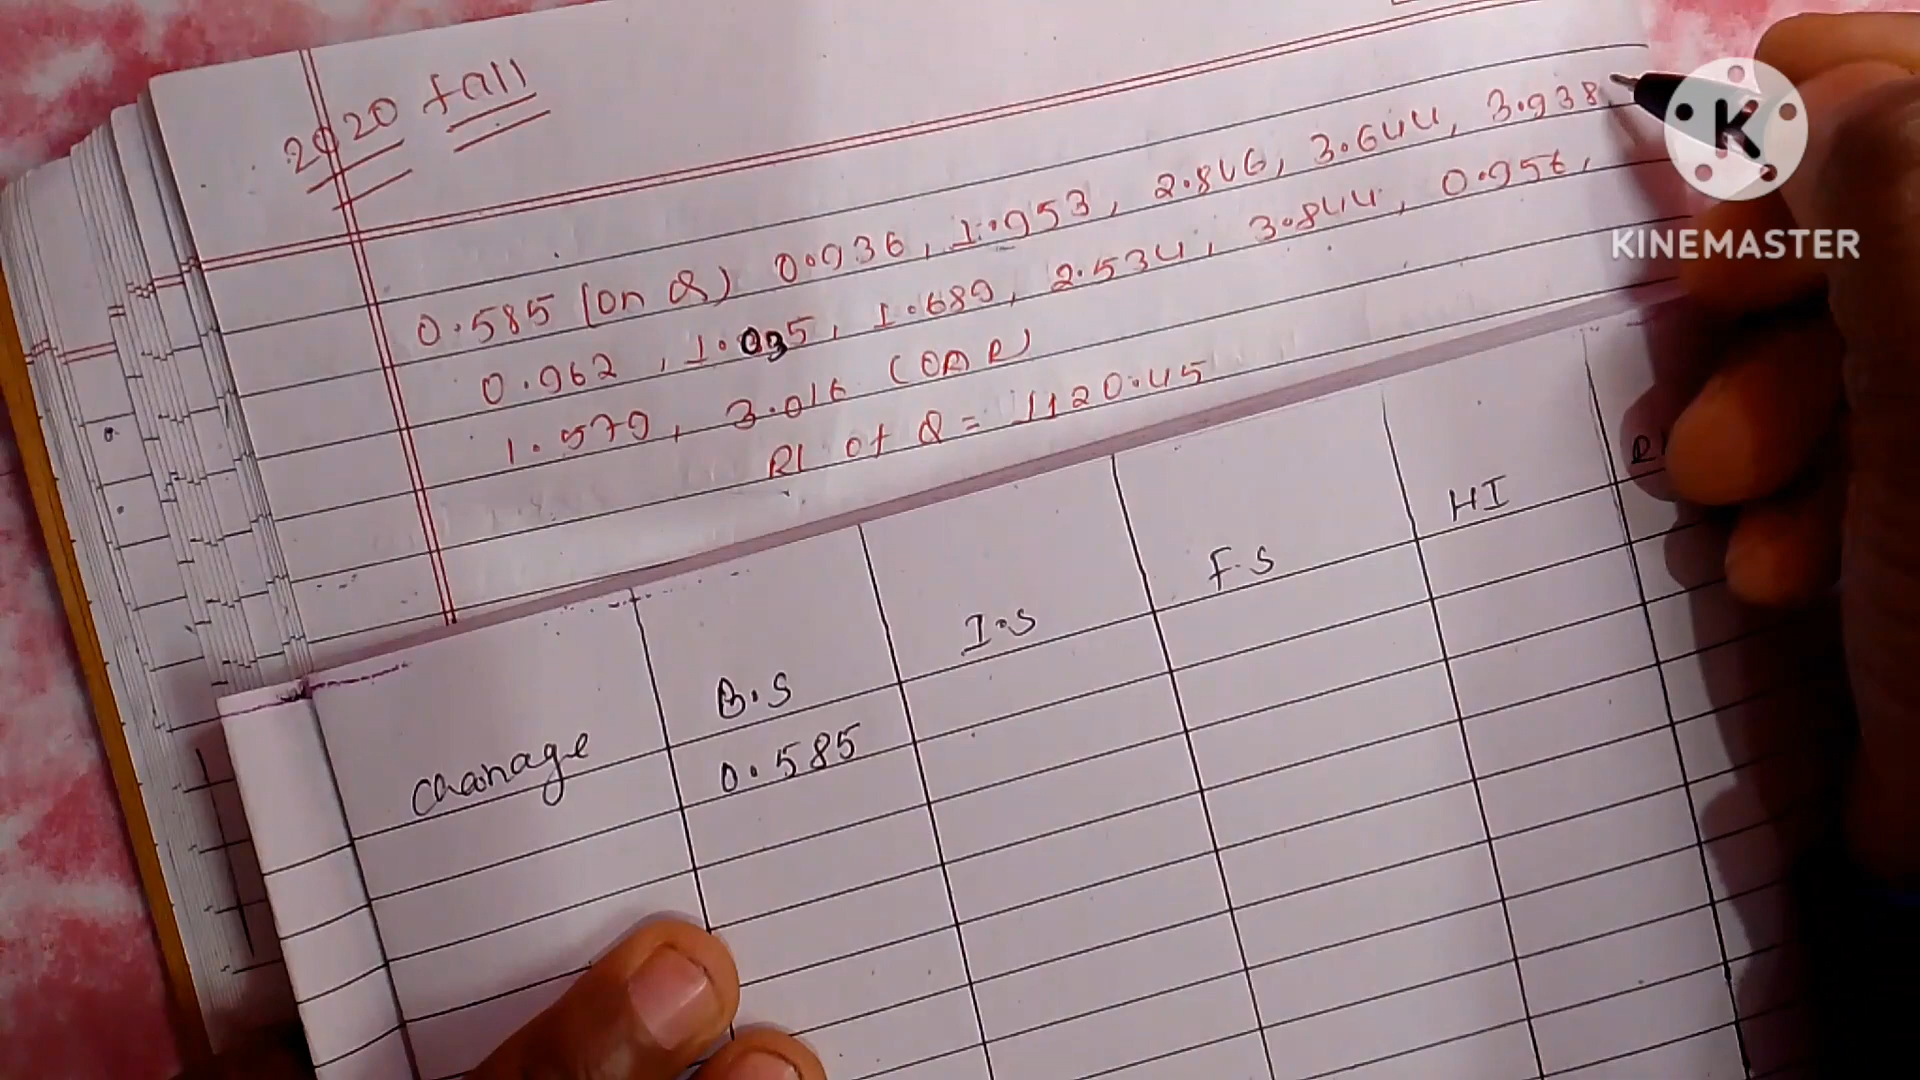 2020 fall
0.585 (on Q) 0.936, 1.953, 2.846, 3.644, 3.938,
0.962, 1.035, 1.689, 2.534, 3.844, 0.956,
1.579, 3.016 (on R)
Rl of Q = 1120.45
Chanage B.S I.S F.S HI
0.585
K
KINEMASTER